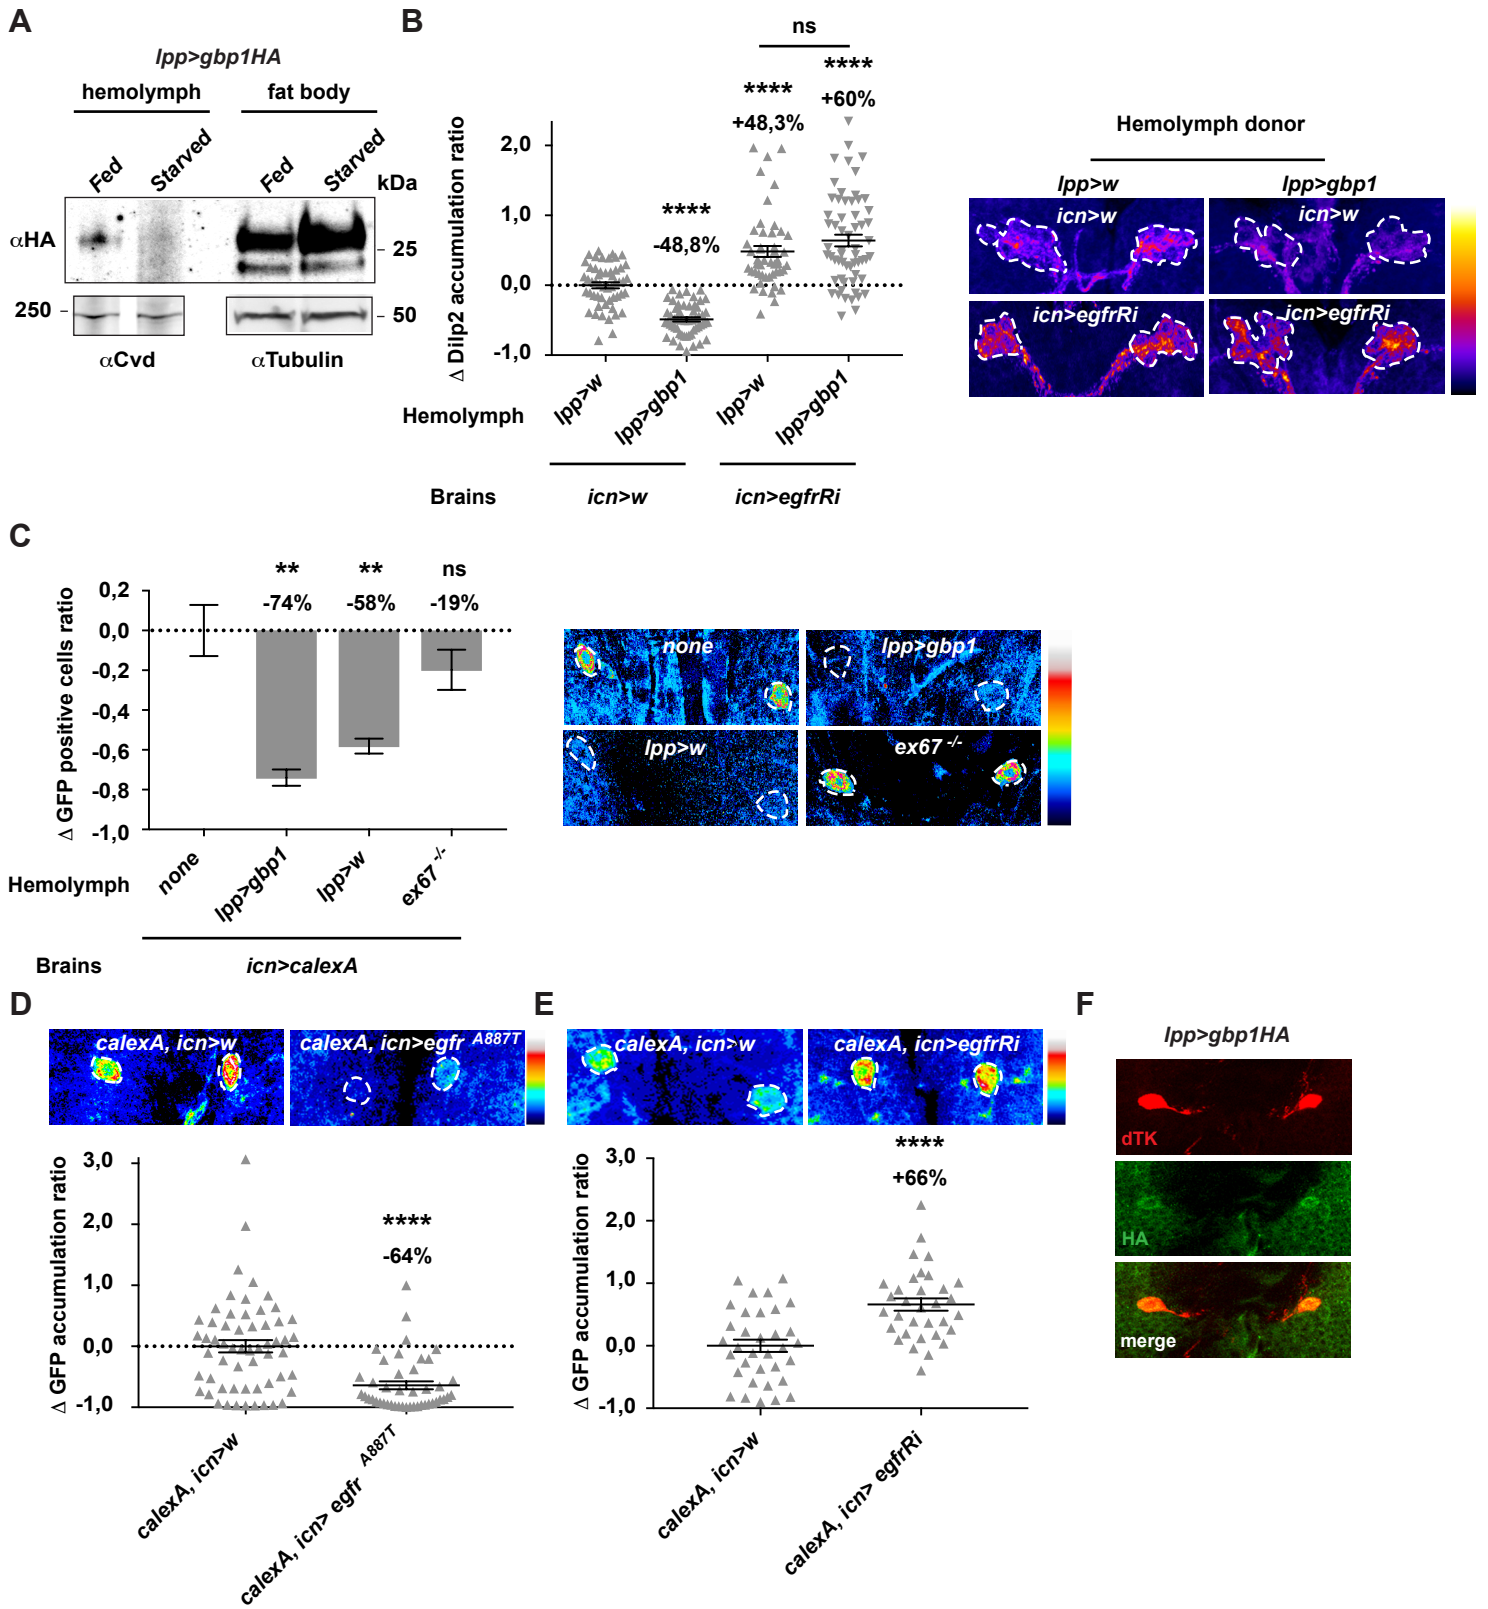 A
lpp>gbp1HA
hemolymph fat body
Fed Starved Fed Starved kDa
αHA
25
250
50
αCvd αTubulin
B
ns
****
****
+60%
+48,3%
****
-48,8%
Δ Dilp2 accumulation ratio
2,0
1,0
0,0
-1,0
Hemolymph lpp>w lpp>gbp1 lpp>w lpp>gbp1
Brains icn>w icn>egfrRi
Hemolymph donor
lpp>w lpp>gbp1
icn>w icn>w
icn>egfrRi icn>egfrRi
C
** ** ns
-74% -58% -19%
Δ GFP positive cells ratio
0,2
0,0
-0,2
-0,4
-0,6
-0,8
-1,0
Hemolymph none lpp>gbp1 lpp>w ex67 -/-
Brains icn>calexA
none lpp>gbp1
lpp>w ex67 -/-
D
calexA, icn>w calexA, icn>egfr A887T
Δ GFP accumulation ratio
3,0
2,0
1,0
0,0
-1,0
****
-64%
calexA, icn>w calexA, icn> egfr A887T
E
calexA, icn>w calexA, icn>egfrRi
****
+66%
Δ GFP accumulation ratio
3,0
2,0
1,0
0,0
-1,0
calexA, icn>w calexA, icn> egfrRi
F
lpp>gbp1HA
dTK
HA
merge